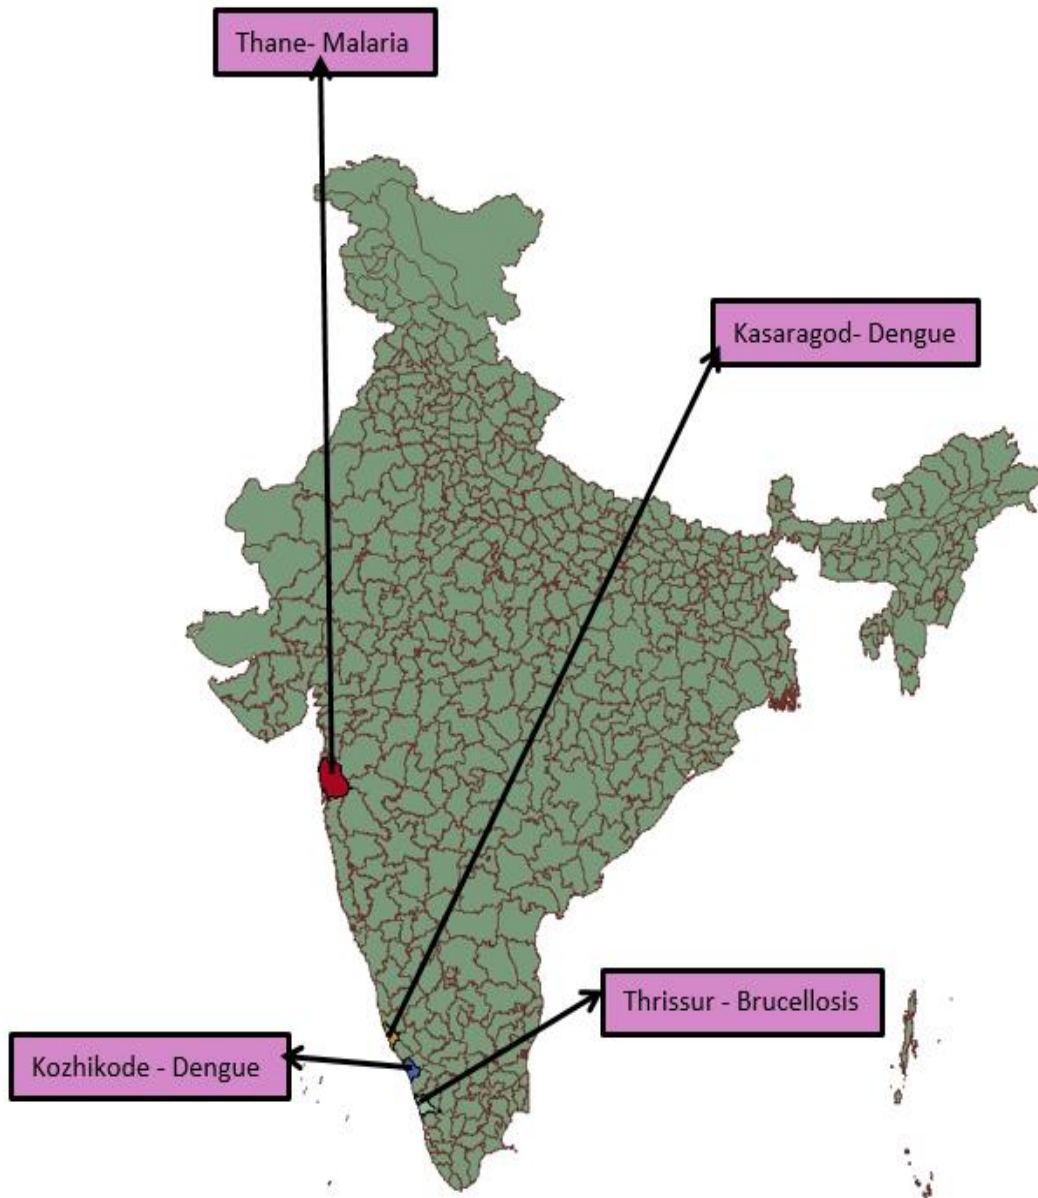 Thane- Malaria
Kasaragod- Dengue
Thrissur - Brucellosis
Kozhikode - Dengue